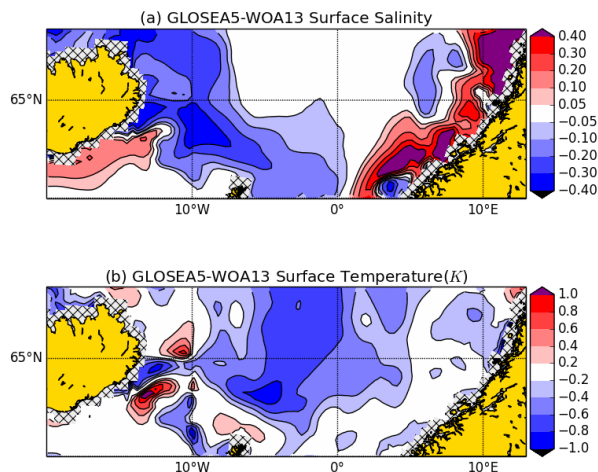 (a) GLOSEA5-WOA13 Surface Salinity
65°N
10°W
0°
10°E
0.40
0.30
0.20
0.10
0.05
−0.05
−0.10
−0.20
−0.30
−0.40
(b) GLOSEA5-WOA13 Surface Temperature(K)
65°N
10°W
0°
10°E
1.0
0.8
0.6
0.4
0.2
−0.2
−0.4
−0.6
−0.8
−1.0